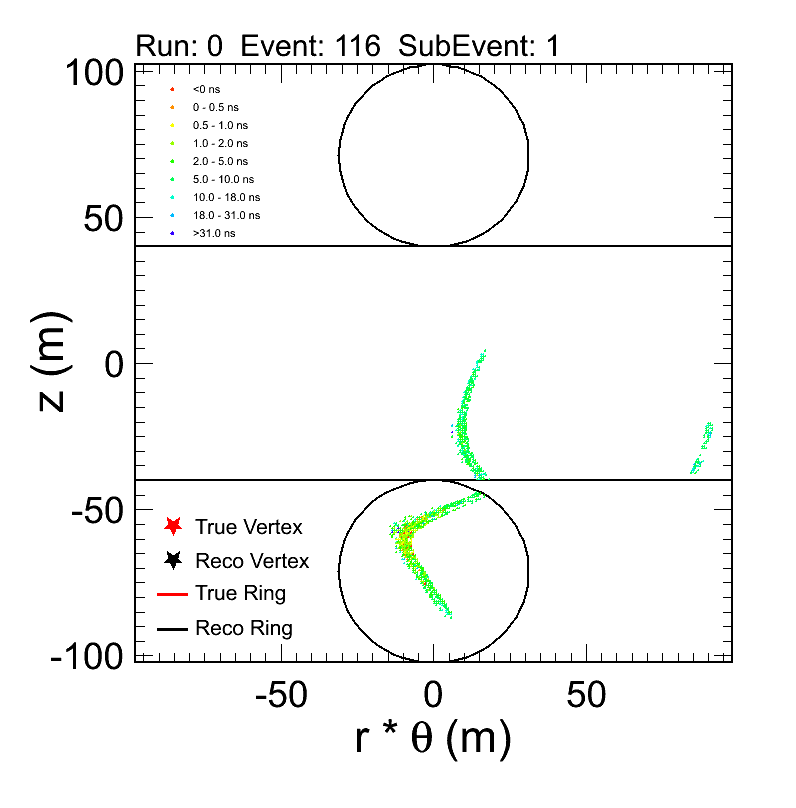 Run: 0  Event: 116  SubEvent: 1
100
<0 ns
0 - 0.5 ns
0.5 - 1.0 ns
1.0 - 2.0 ns
2.0 - 5.0 ns
5.0 - 10.0 ns
10.0 - 18.0 ns
18.0 - 31.0 ns
>31.0 ns
50
0
z (m)
-50
True Vertex
Reco Vertex
True Ring
Reco Ring
-100
-50 0 50
r * θ (m)